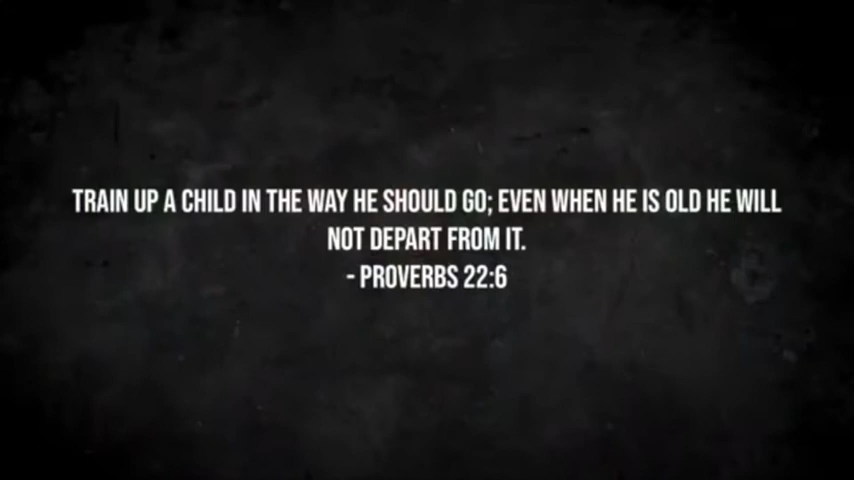 TRAIN UP A CHILD IN THE WAY HE SHOULD GO; EVEN WHEN HE IS OLD HE WILL
NOT DEPART FROM IT.
- PROVERBS 22:6